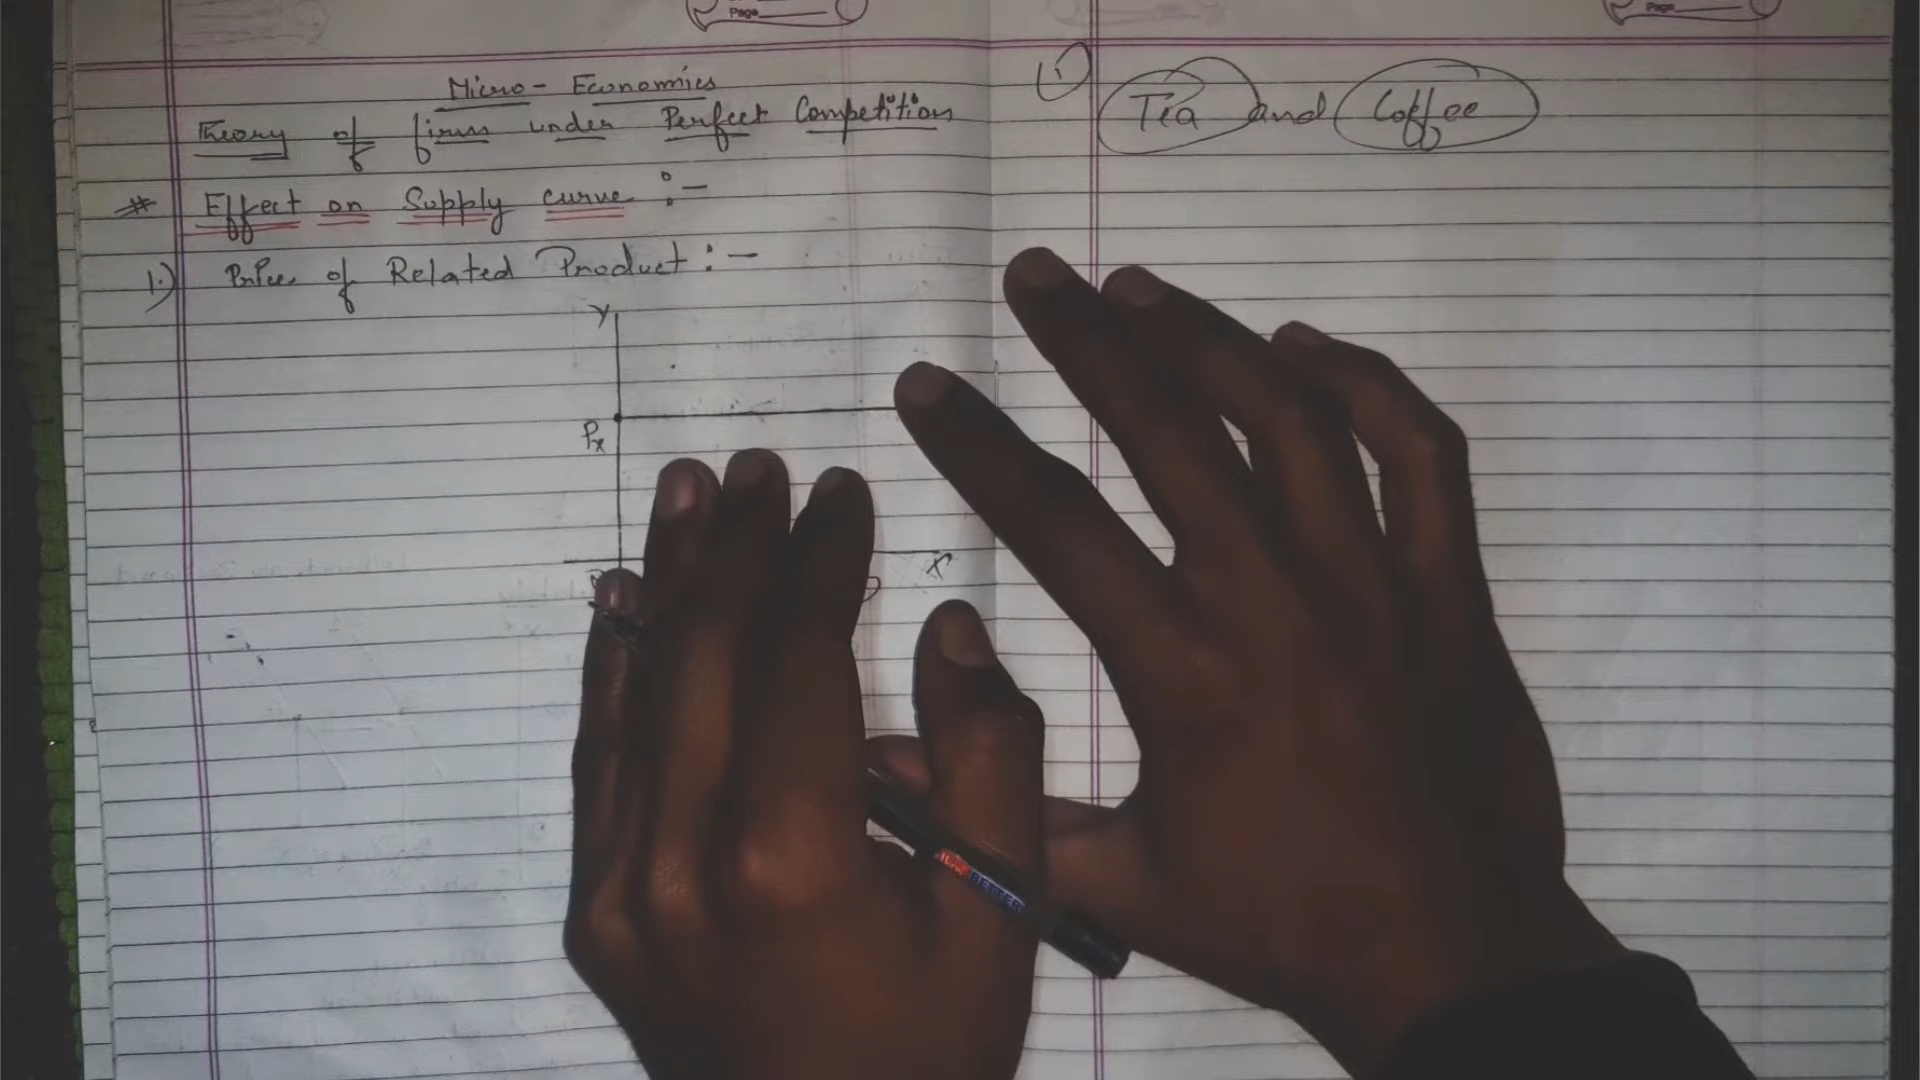 Page
Page
Micro - Economics
Theory of firms under Perfect Competition
# Effect on Supply curve :-
1.) Price of Related Product :-
Y
Px
X
(i)
Tea and Coffee
BETTER